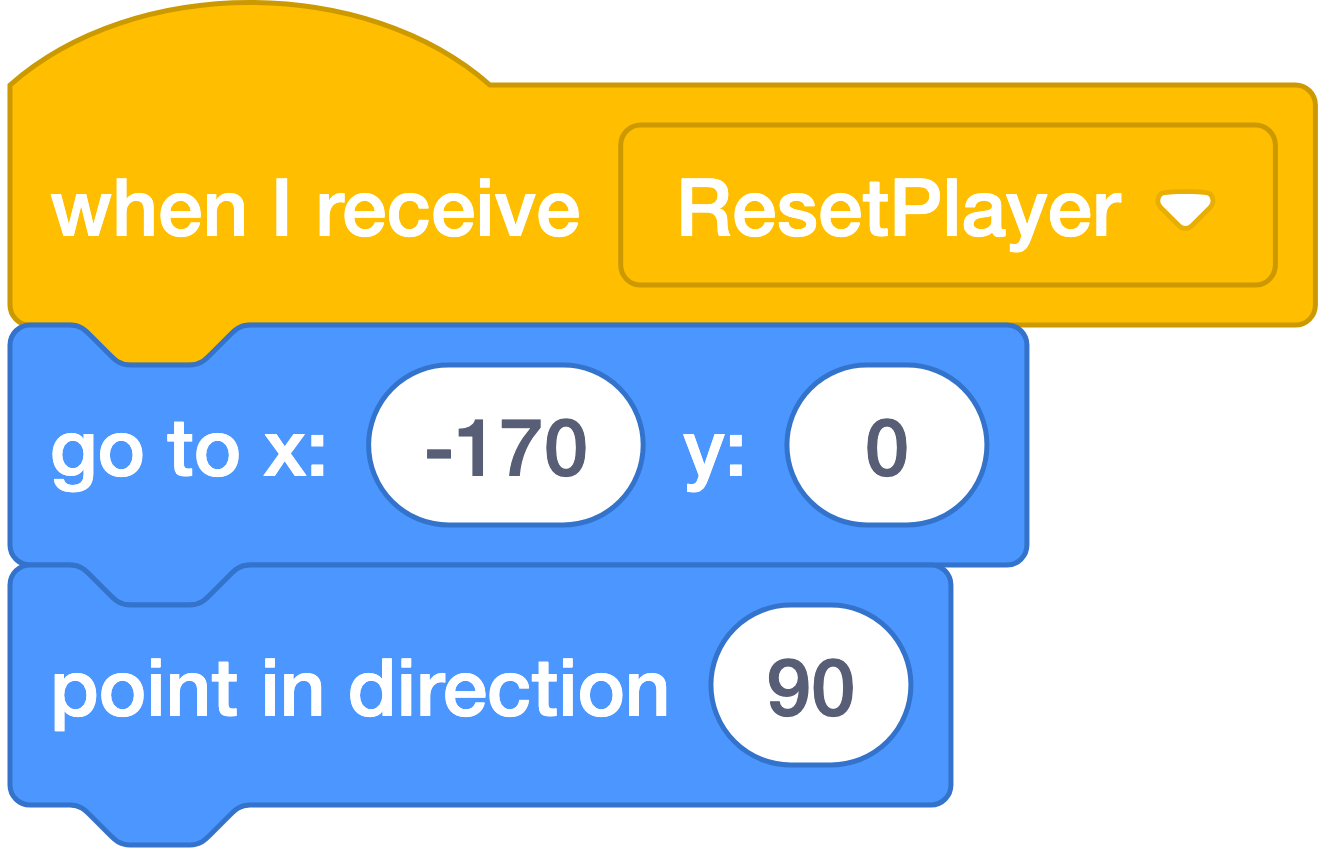 when I receive ResetPlayer
go to x: -170 y: 0
point in direction 90